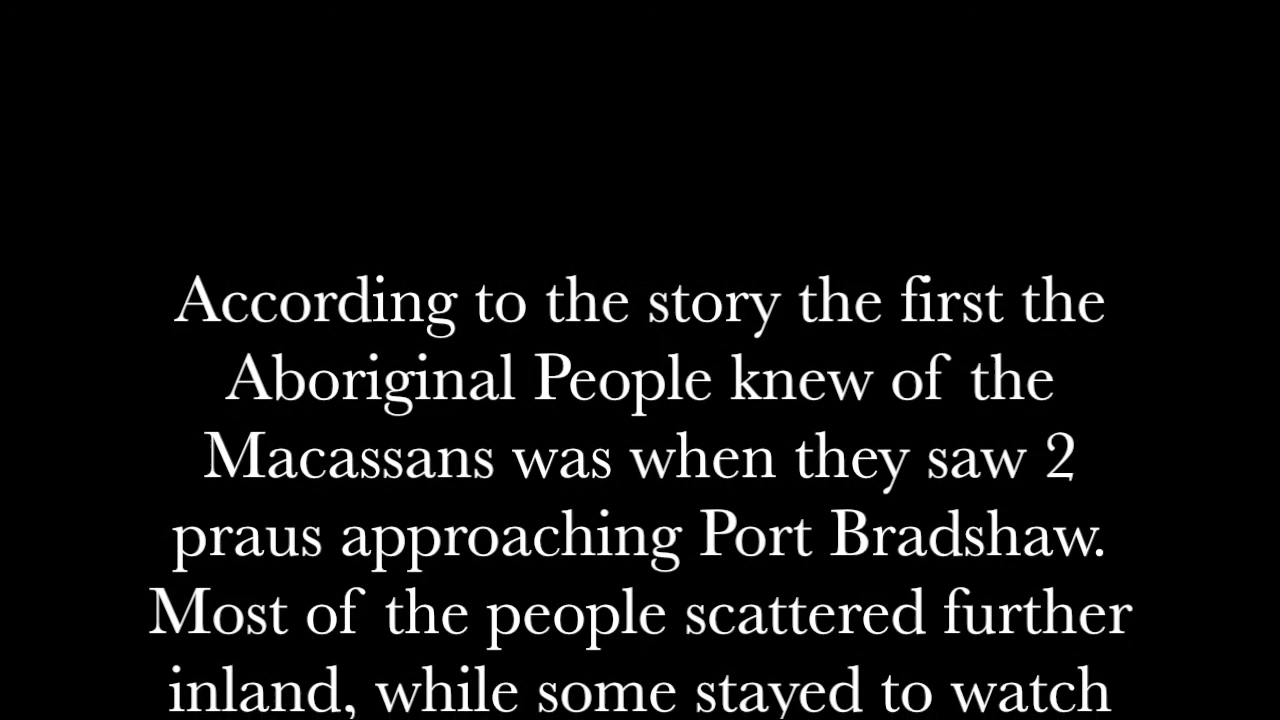 According to the story the first the
Aboriginal People knew of the
Macassans was when they saw 2
praus approaching Port Bradshaw.
Most of the people scattered further
inland, while some stayed to watch